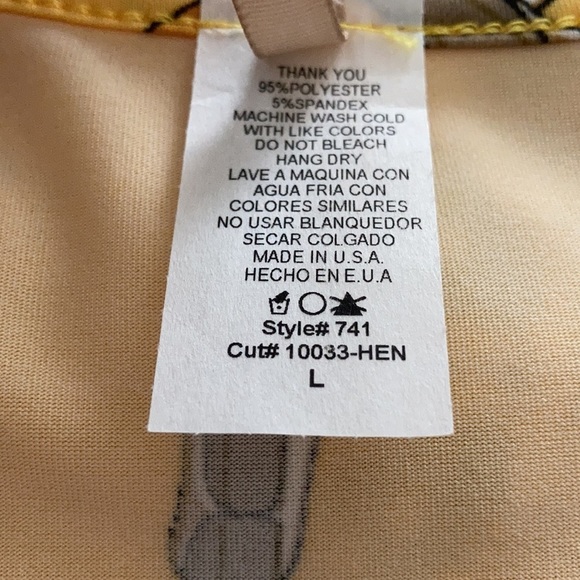 THANK YOU
95%POLYESTER
5%SPANDEX
MACHINE WASH COLD
WITH LIKE COLORS
DO NOT BLEACH
HANG DRY
LAVE A MAQUINA CON
AGUA FRIA CON
COLORES SIMILARES
NO USAR BLANQUEDOR
SECAR COLGADO
MADE IN U.S.A.
HECHO EN E.U.A
Style# 741
Cut# 10033-HEN
L